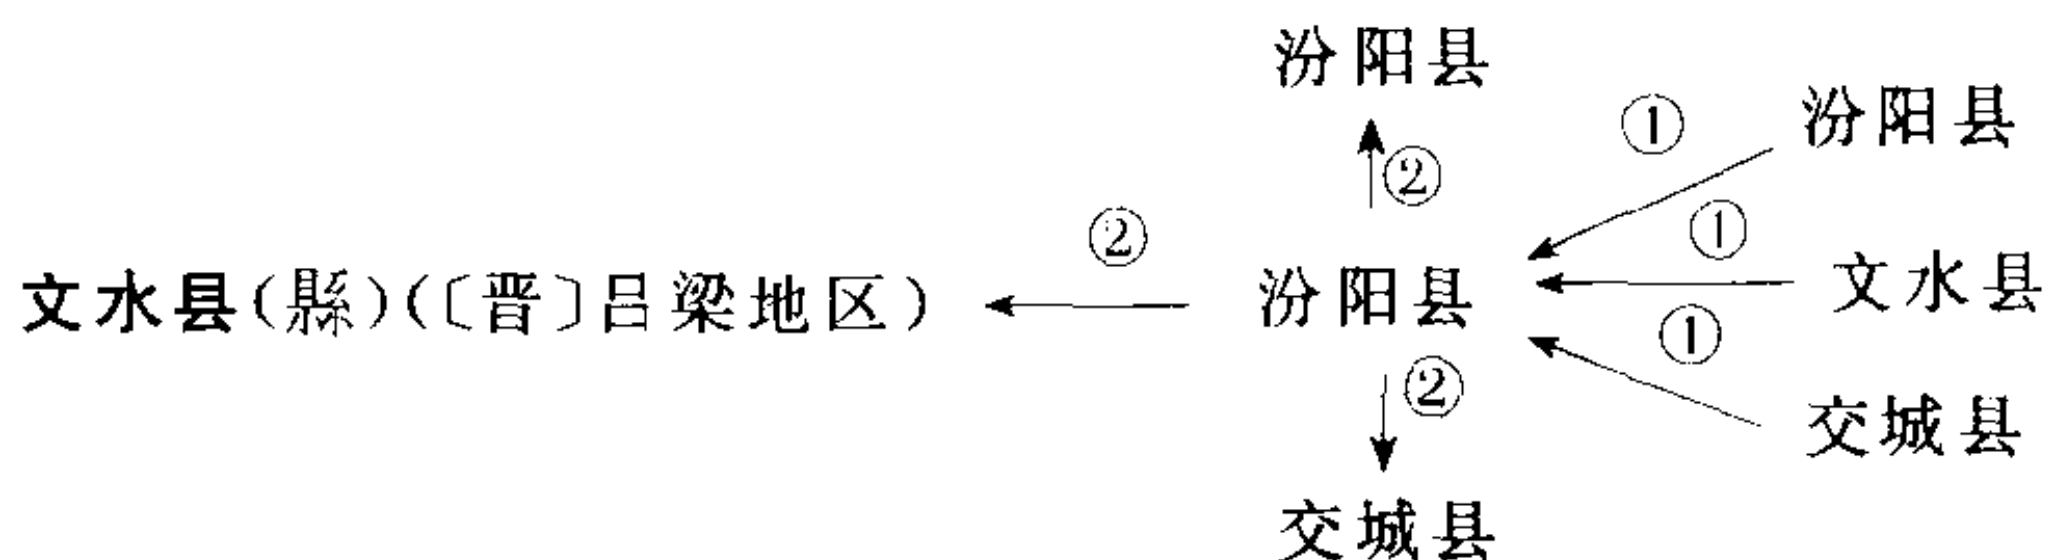 汾阳县
① 汾阳县
②
② ①
文水县(縣)(〔晋〕吕梁地区) 汾阳县 文水县
①
②
交城县
交城县